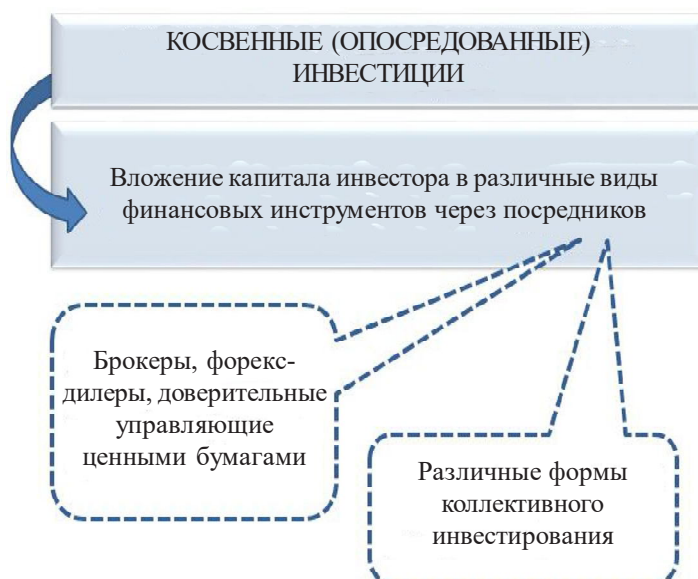 КОСВЕННЫЕ (ОПОСРЕДОВАННЫЕ)
ИНВЕСТИЦИИ
Вложение капитала инвестора в различные виды
финансовых инструментов через посредников
Брокеры, форекс-
дилеры, доверительные
управляющие
ценными бумагами
Различные формы
коллективного
инвестирования